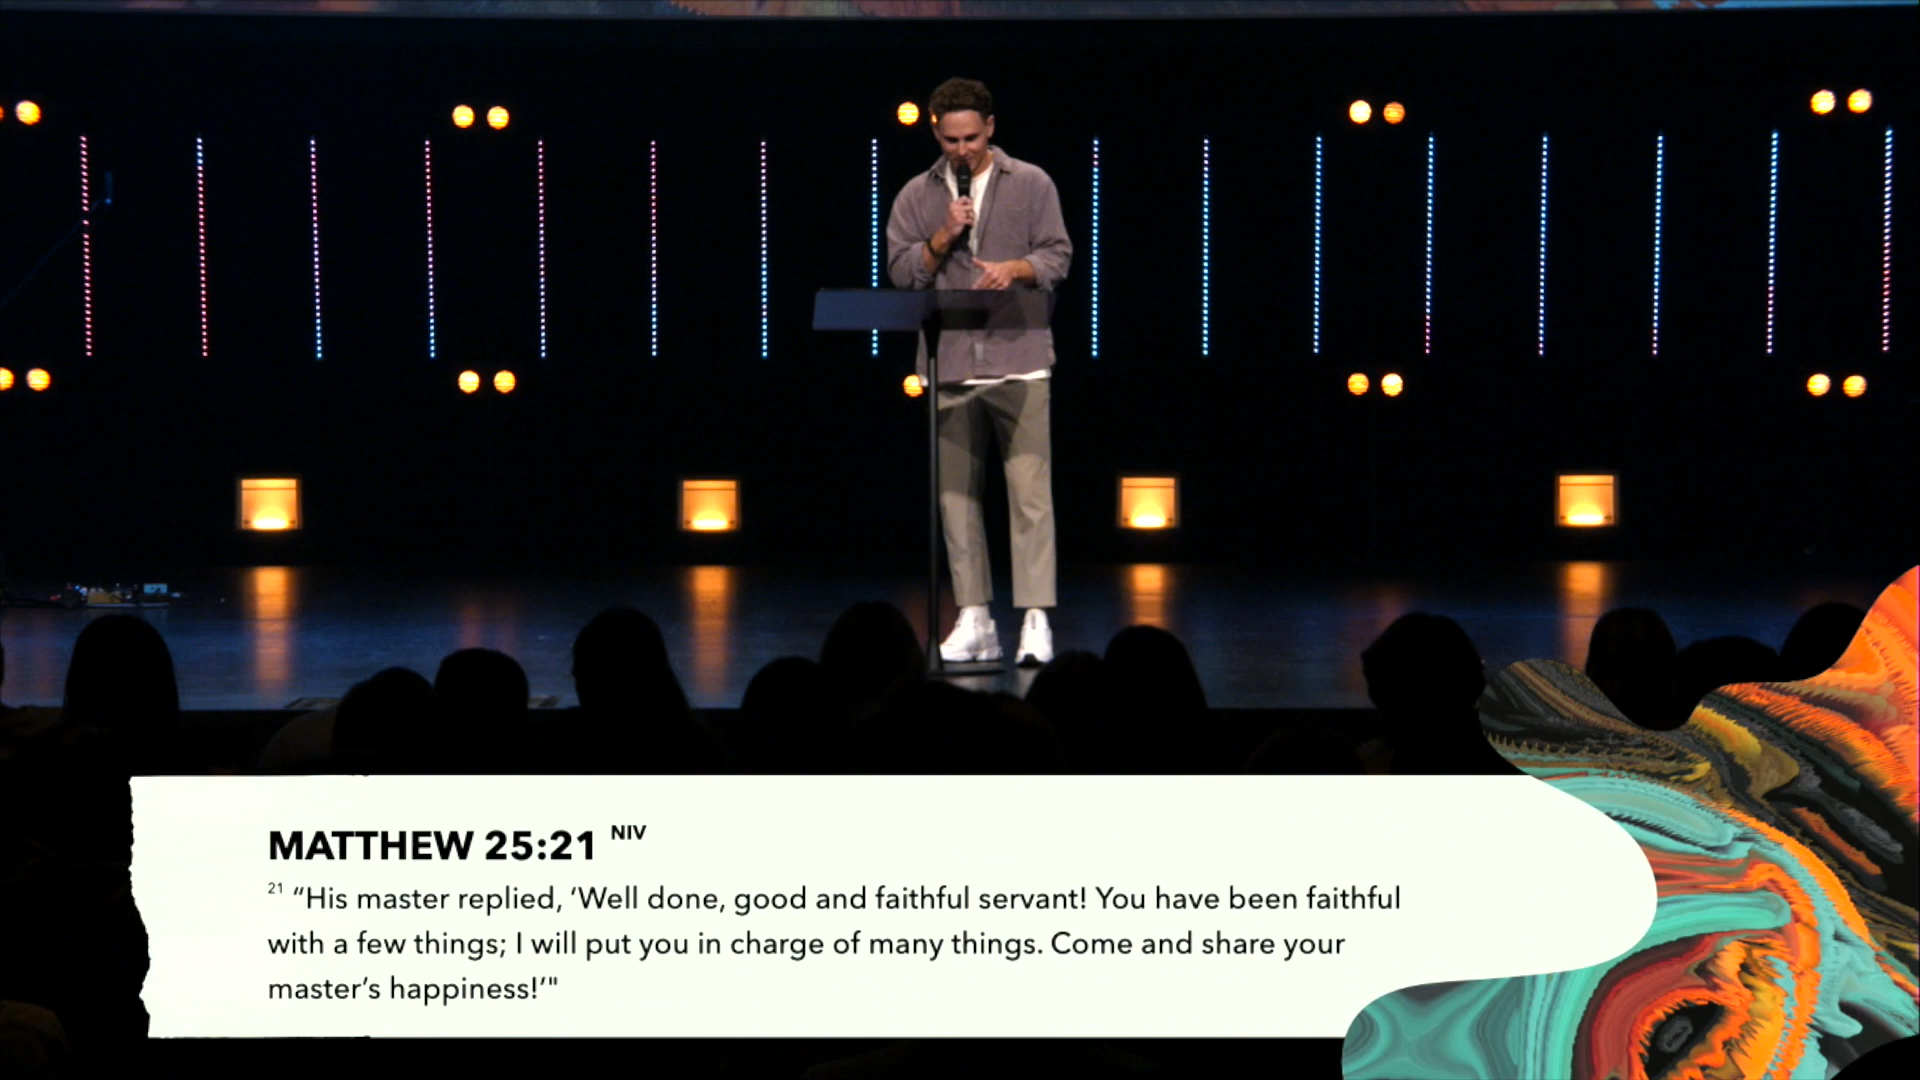 MATTHEW 25:21 NIV
21 “His master replied, ‘Well done, good and faithful servant! You have been faithful
with a few things; I will put you in charge of many things. Come and share your
master’s happiness!’"